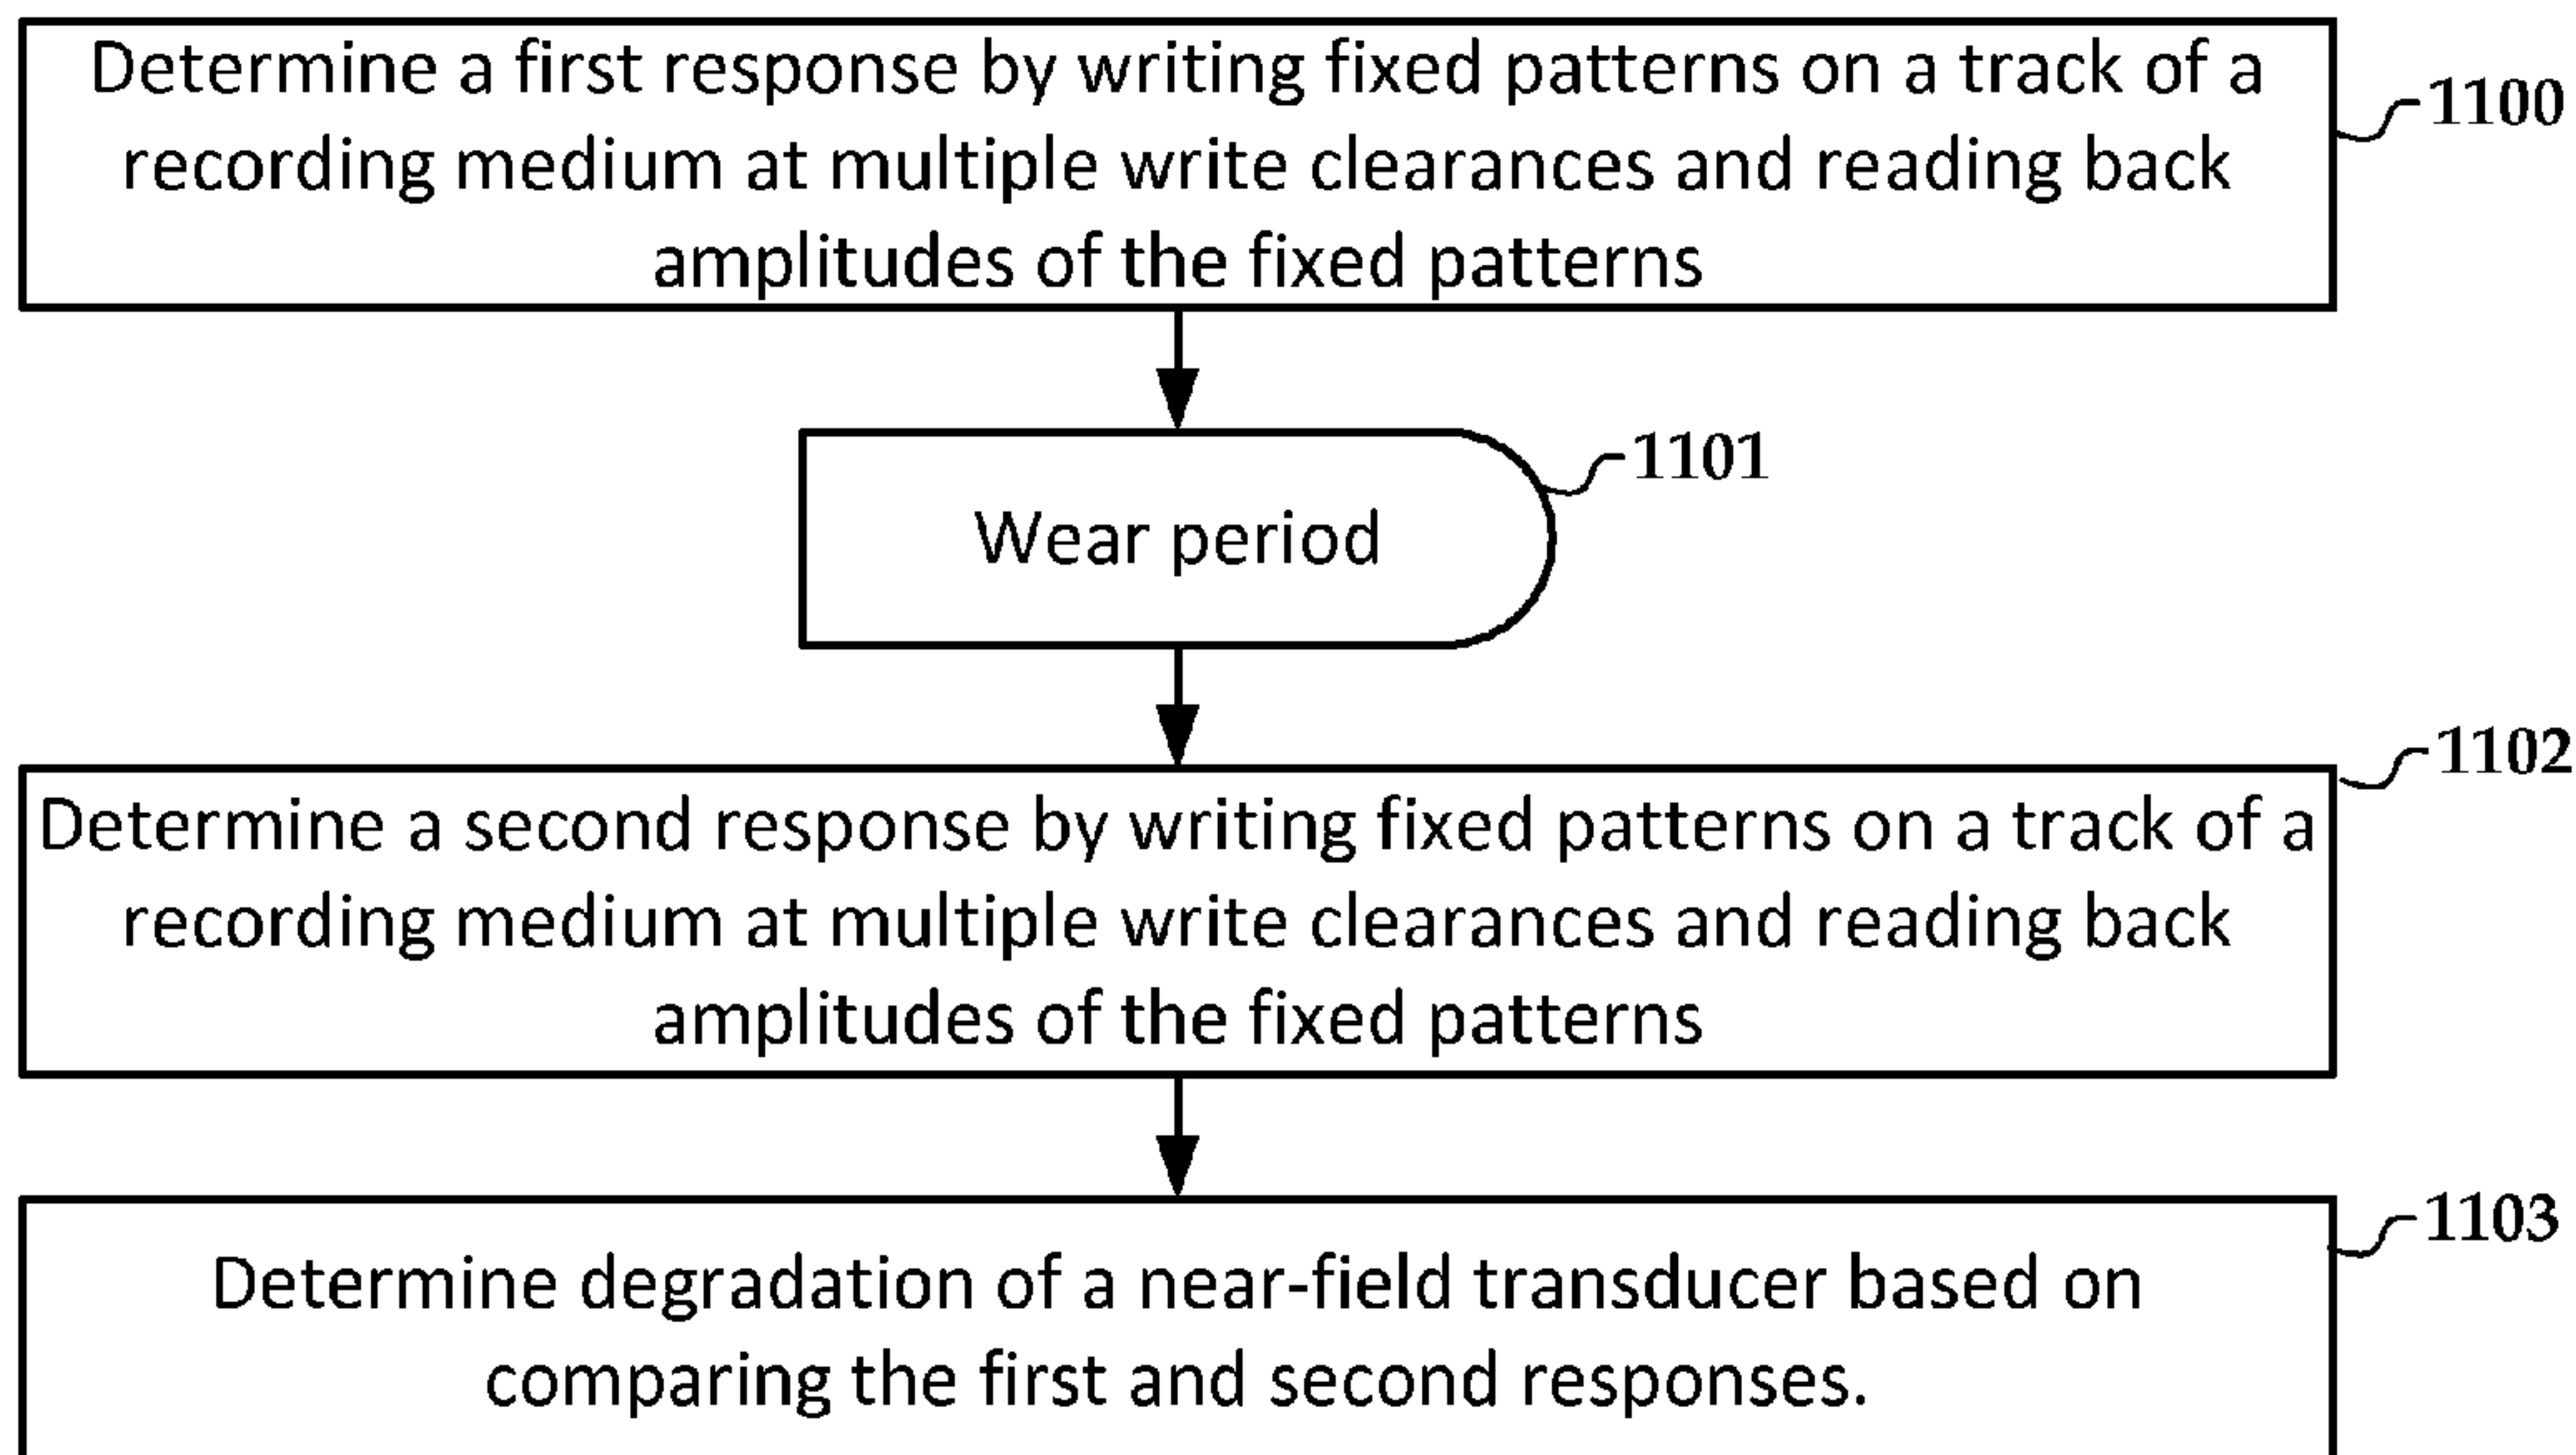 Determine a first response by writing fixed patterns on a track of a
recording medium at multiple write clearances and reading back
amplitudes of the fixed patterns
1100
1101
Wear period
1102
Determine a second response by writing fixed patterns on a track of a
recording medium at multiple write clearances and reading back
amplitudes of the fixed patterns
1103
Determine degradation of a near-field transducer based on
comparing the first and second responses.